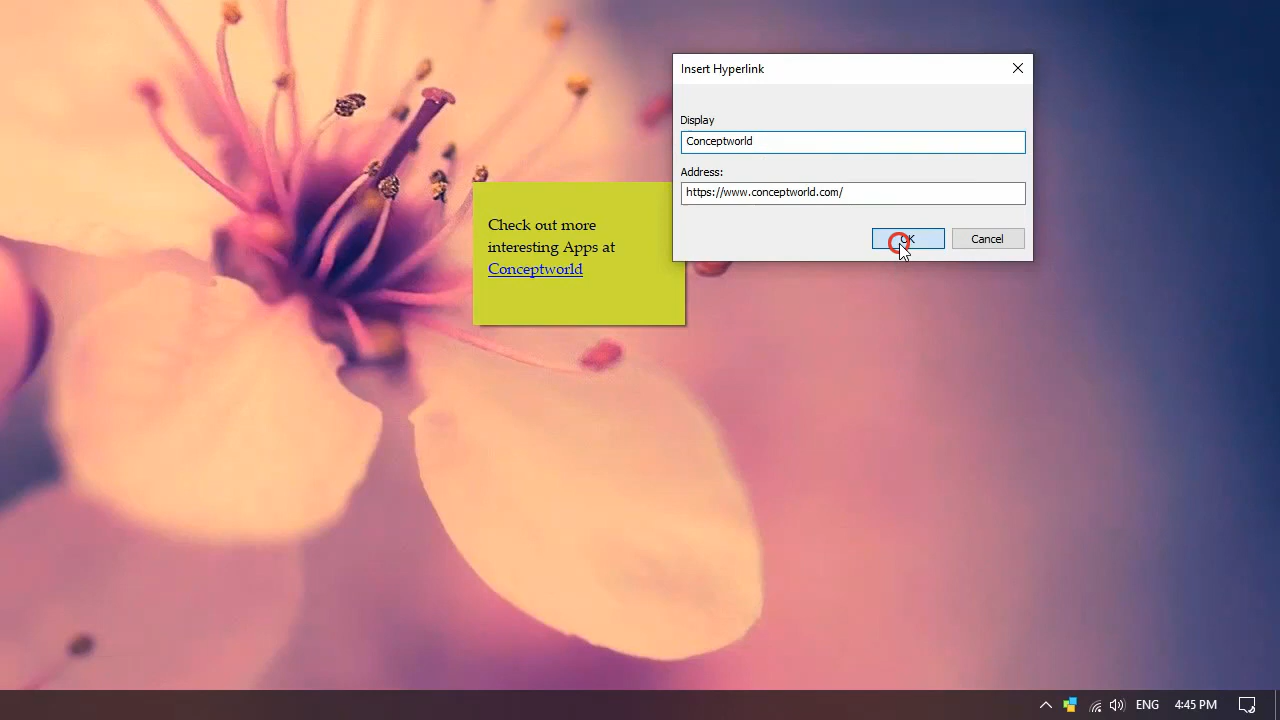 Insert Hyperlink
Display
Conceptworld
Address:
https://www.conceptworld.com/
OK
Cancel
Check out more
interesting Apps at
Conceptworld
ENG
4:45 PM